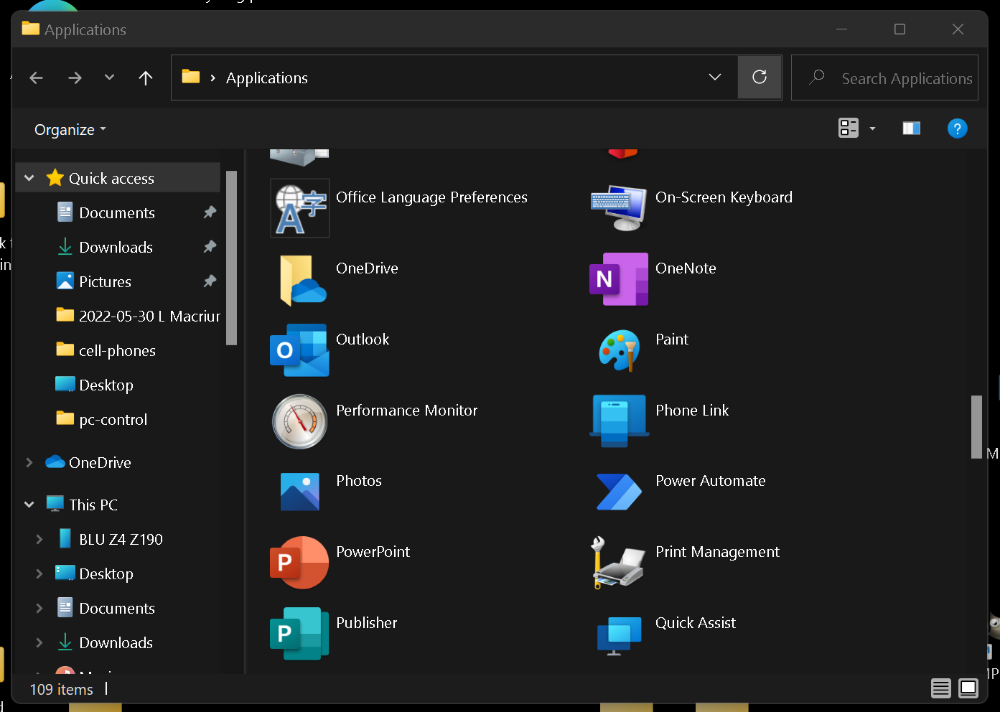 Applications
Applications
Search Applications
Organize
?
Quick access
Documents
Downloads
Pictures
2022-05-30 L Macriur
cell-phones
Desktop
pc-control
OneDrive
This PC
BLU Z4 Z190
Desktop
Documents
Downloads
A 字
Office Language Preferences
On-Screen Keyboard
OneDrive
N
OneNote
O
Outlook
Paint
Performance Monitor
Phone Link
Photos
Power Automate
P
PowerPoint
Print Management
P
Publisher
Quick Assist
109 items